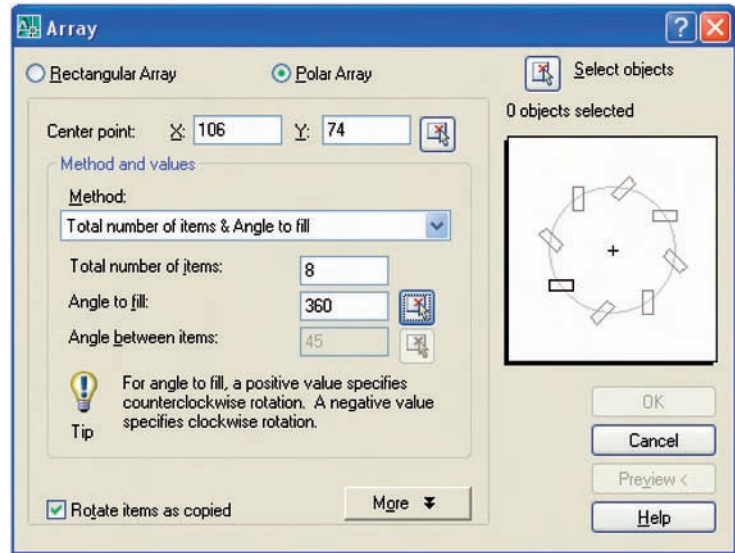 Array
Rectangular Array
Polar Array
Select objects
0 objects selected
Center point: X: 106 Y: 74
Method and values
Method:
Total number of items & Angle to fill
Total number of items: 8
Angle to fill: 360
Angle between items: 45
For angle to fill, a positive value specifies
counterclockwise rotation. A negative value
specifies clockwise rotation.
Tip
Rotate items as copied
More
OK
Cancel
Preview <
Help